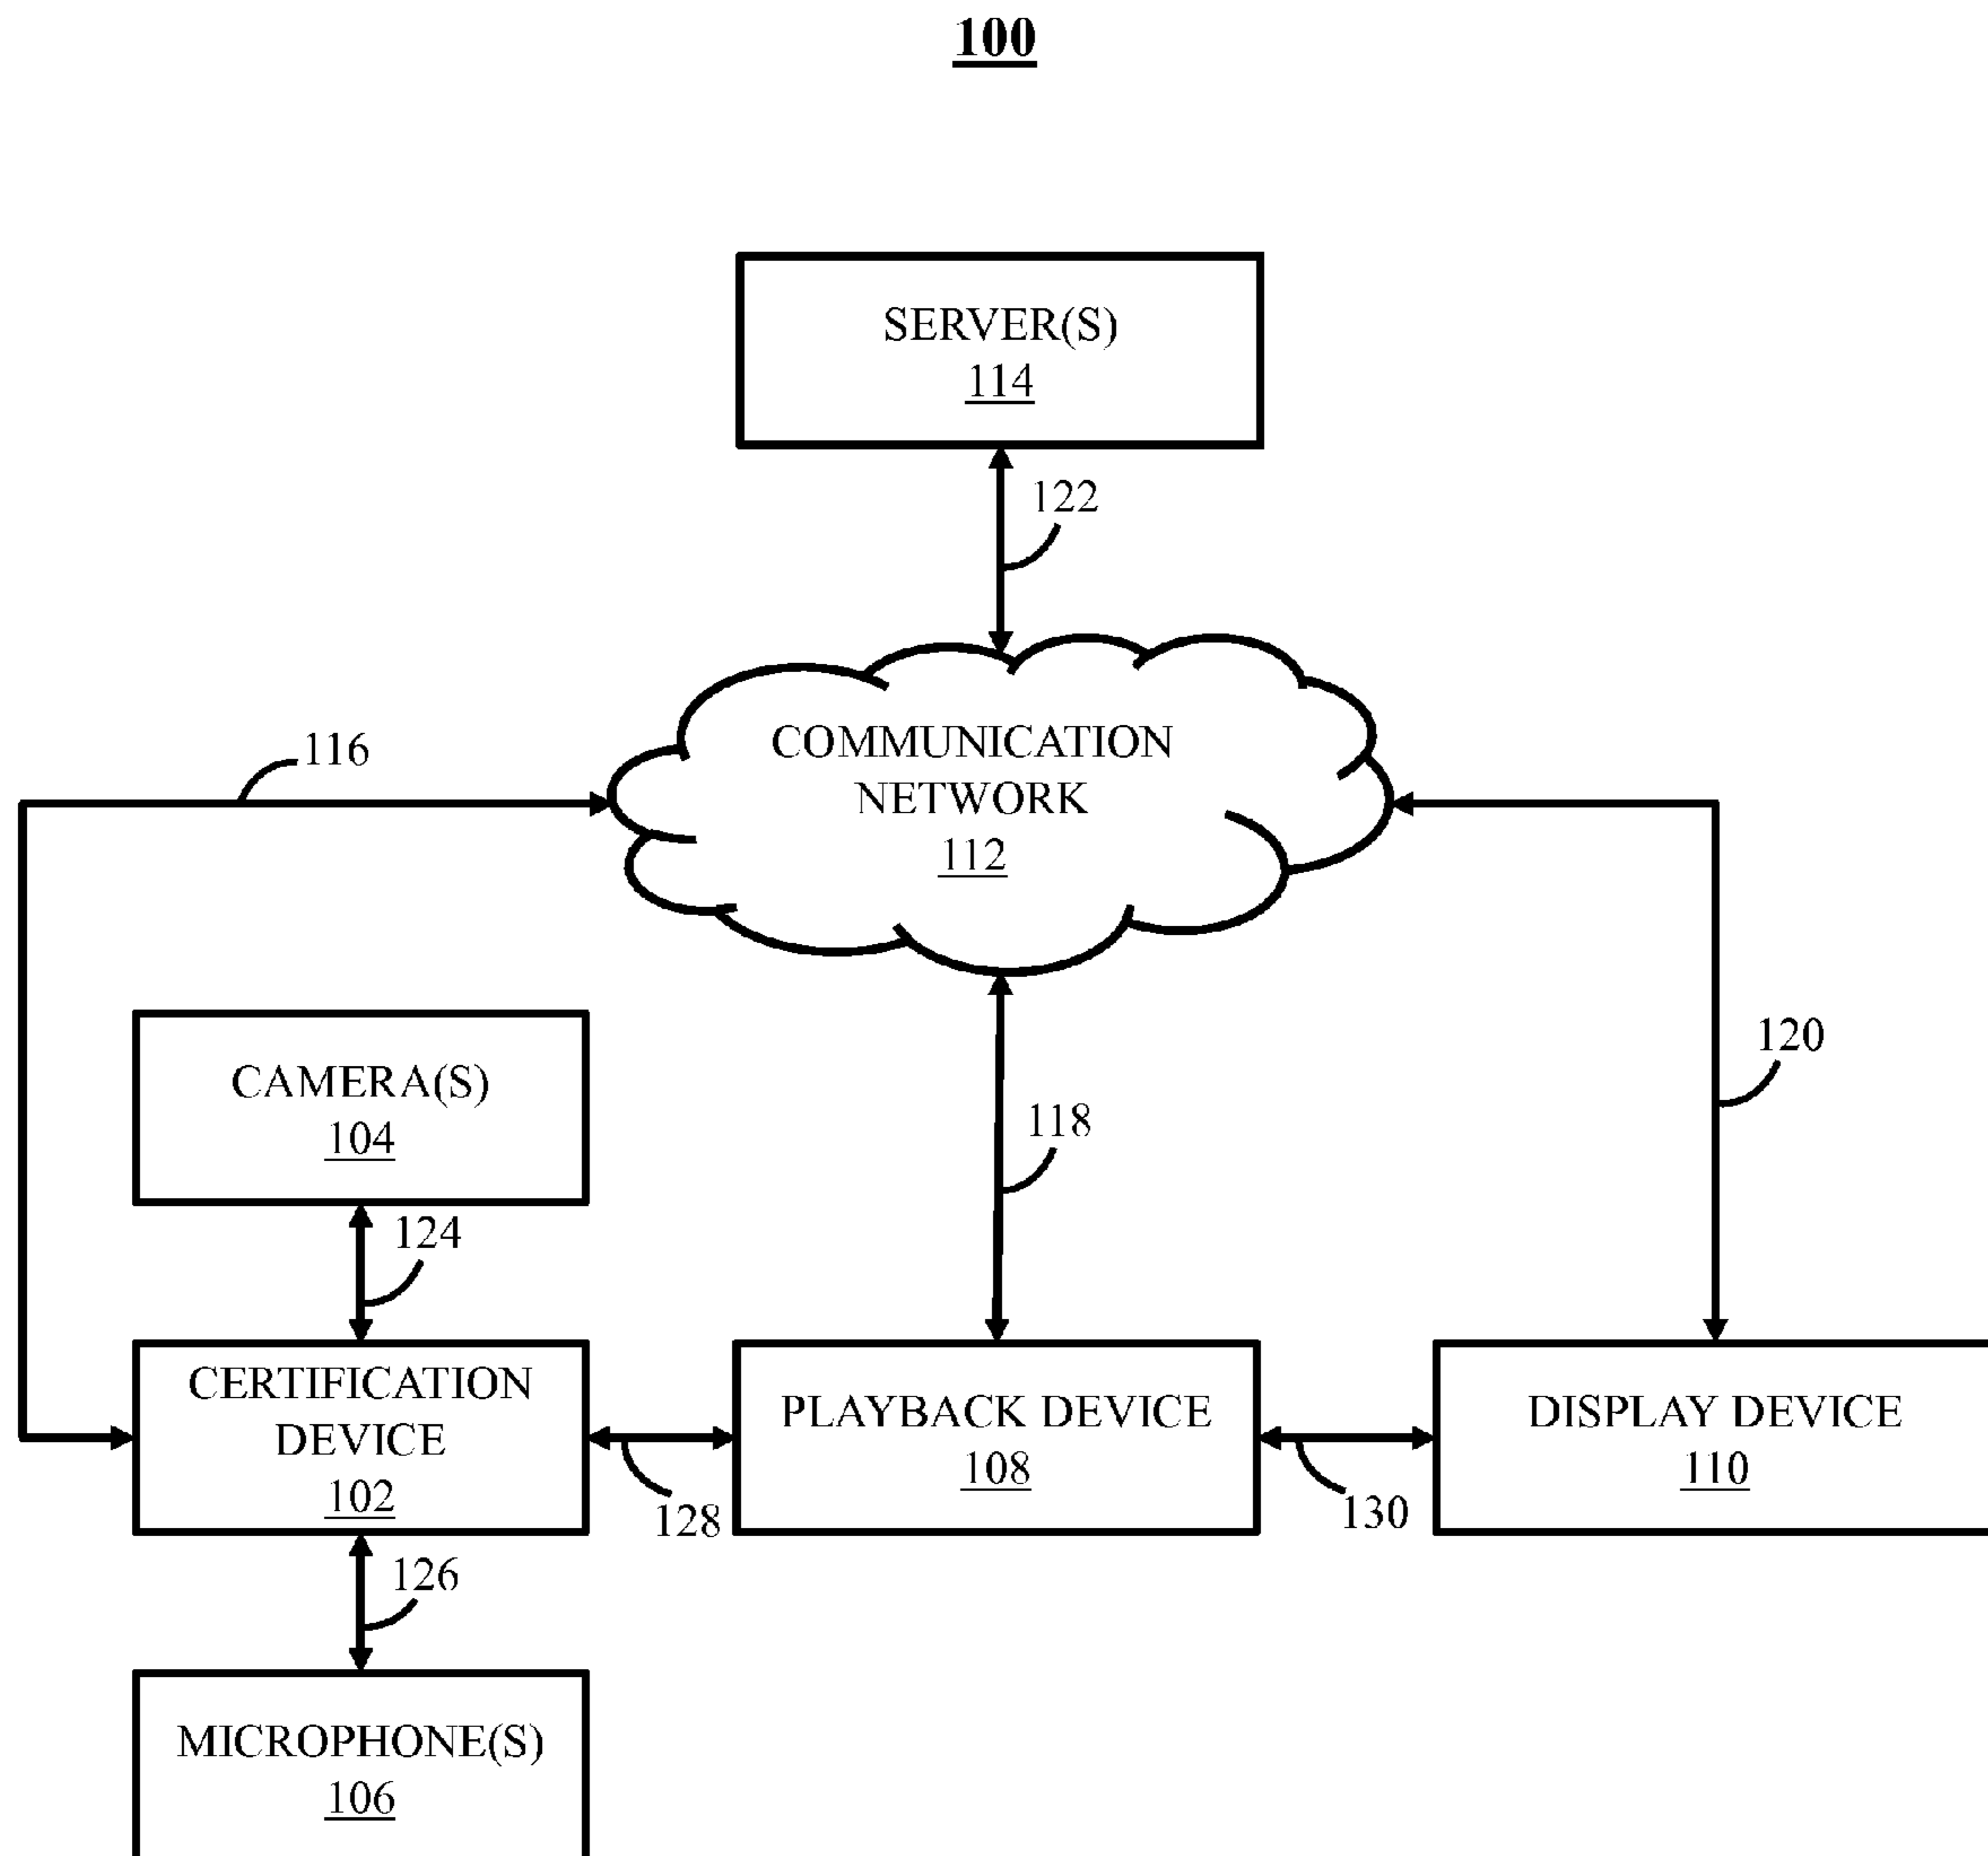 100
SERVER(S)
114
122
116
COMMUNICATION
NETWORK
112
CAMERA(S)
104
120
118
124
CERTIFICATION
DEVICE
102
PLAYBACK DEVICE
108
DISPLAY DEVICE
110
128
130
126
MICROPHONE(S)
106